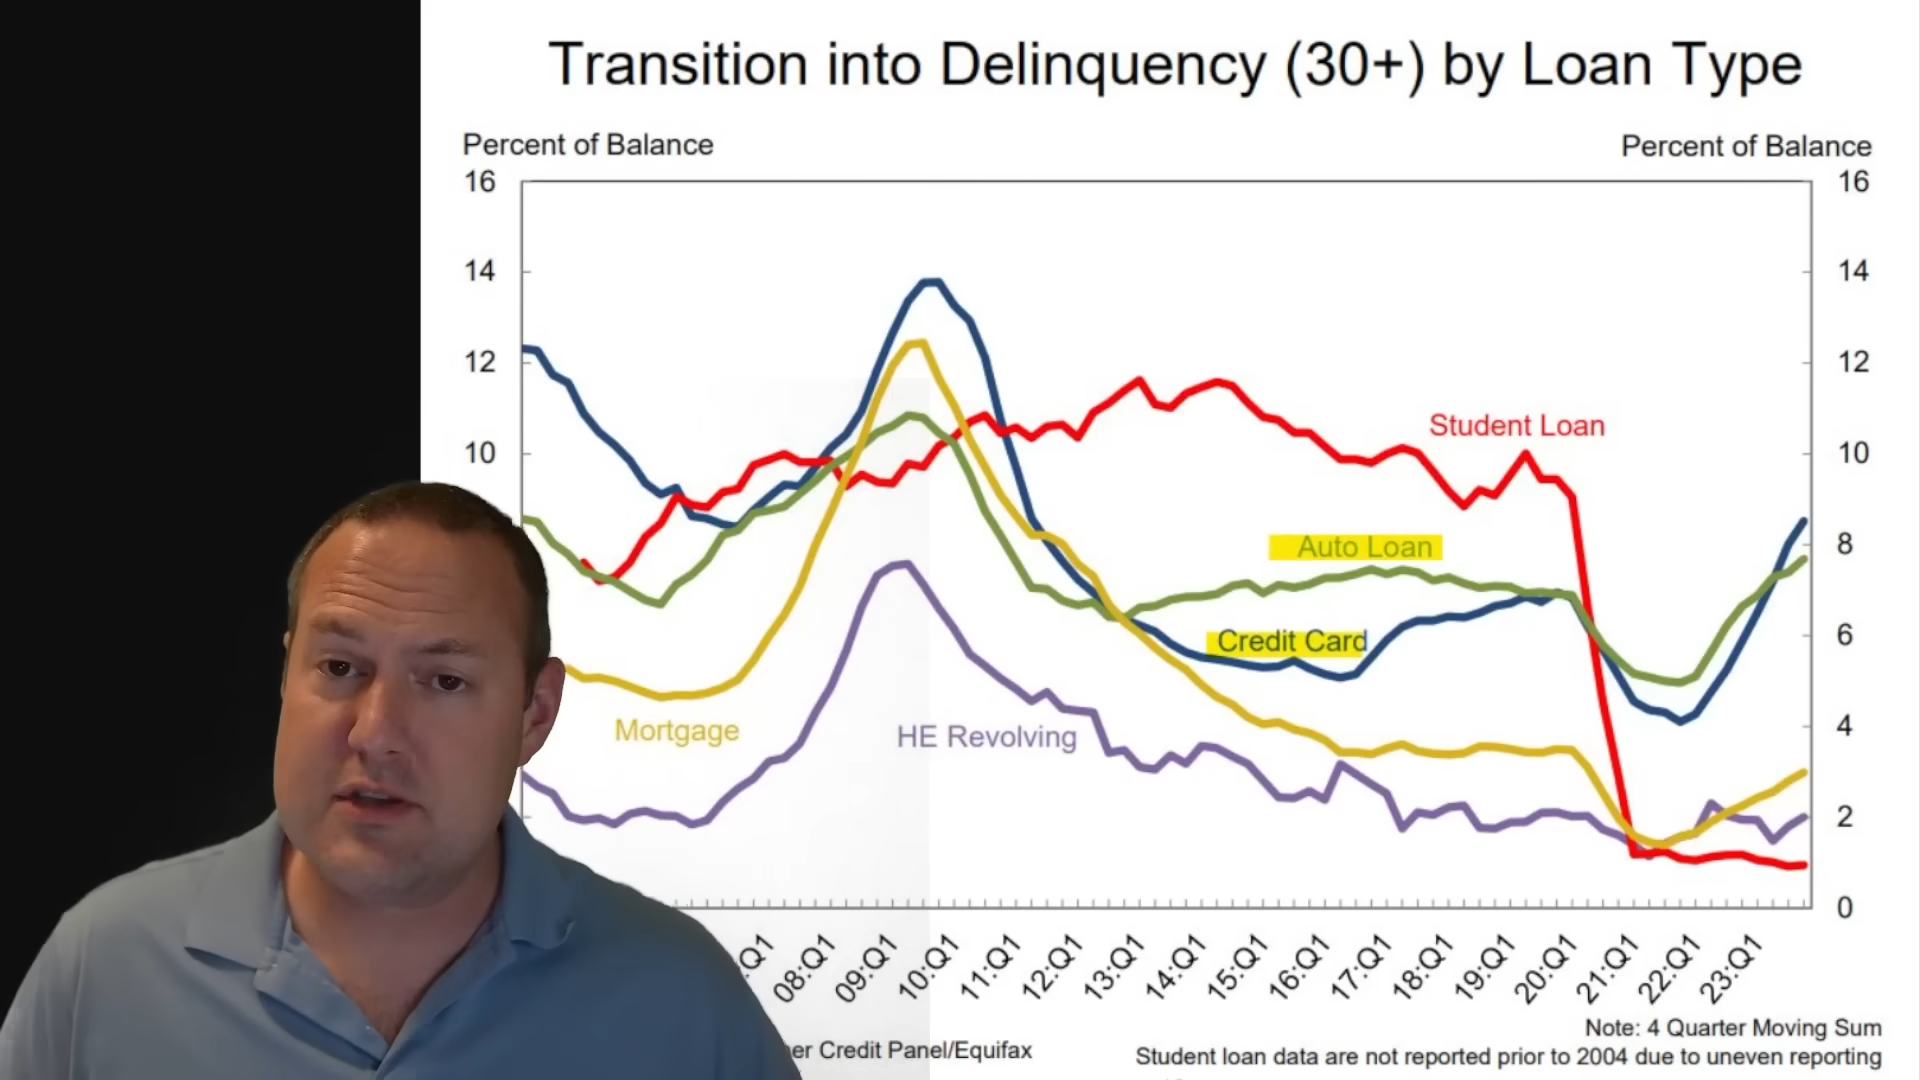 Transition into Delinquency (30+) by Loan Type
Percent of Balance
Percent of Balance
16
16
14
14
12
12
10
10
Student Loan
8
Auto Loan
6
Credit Card
4
Mortgage
HE Revolving
2
0
08:Q1
09:Q1
10:Q1
11:Q1
12:Q1
13:Q1
14:Q1
15:Q1
16:Q1
17:Q1
18:Q1
19:Q1
20:Q1
21:Q1
22:Q1
23:Q1
Note: 4 Quarter Moving Sum
Credit Panel/Equifax
Student loan data are not reported prior to 2004 due to uneven reporting